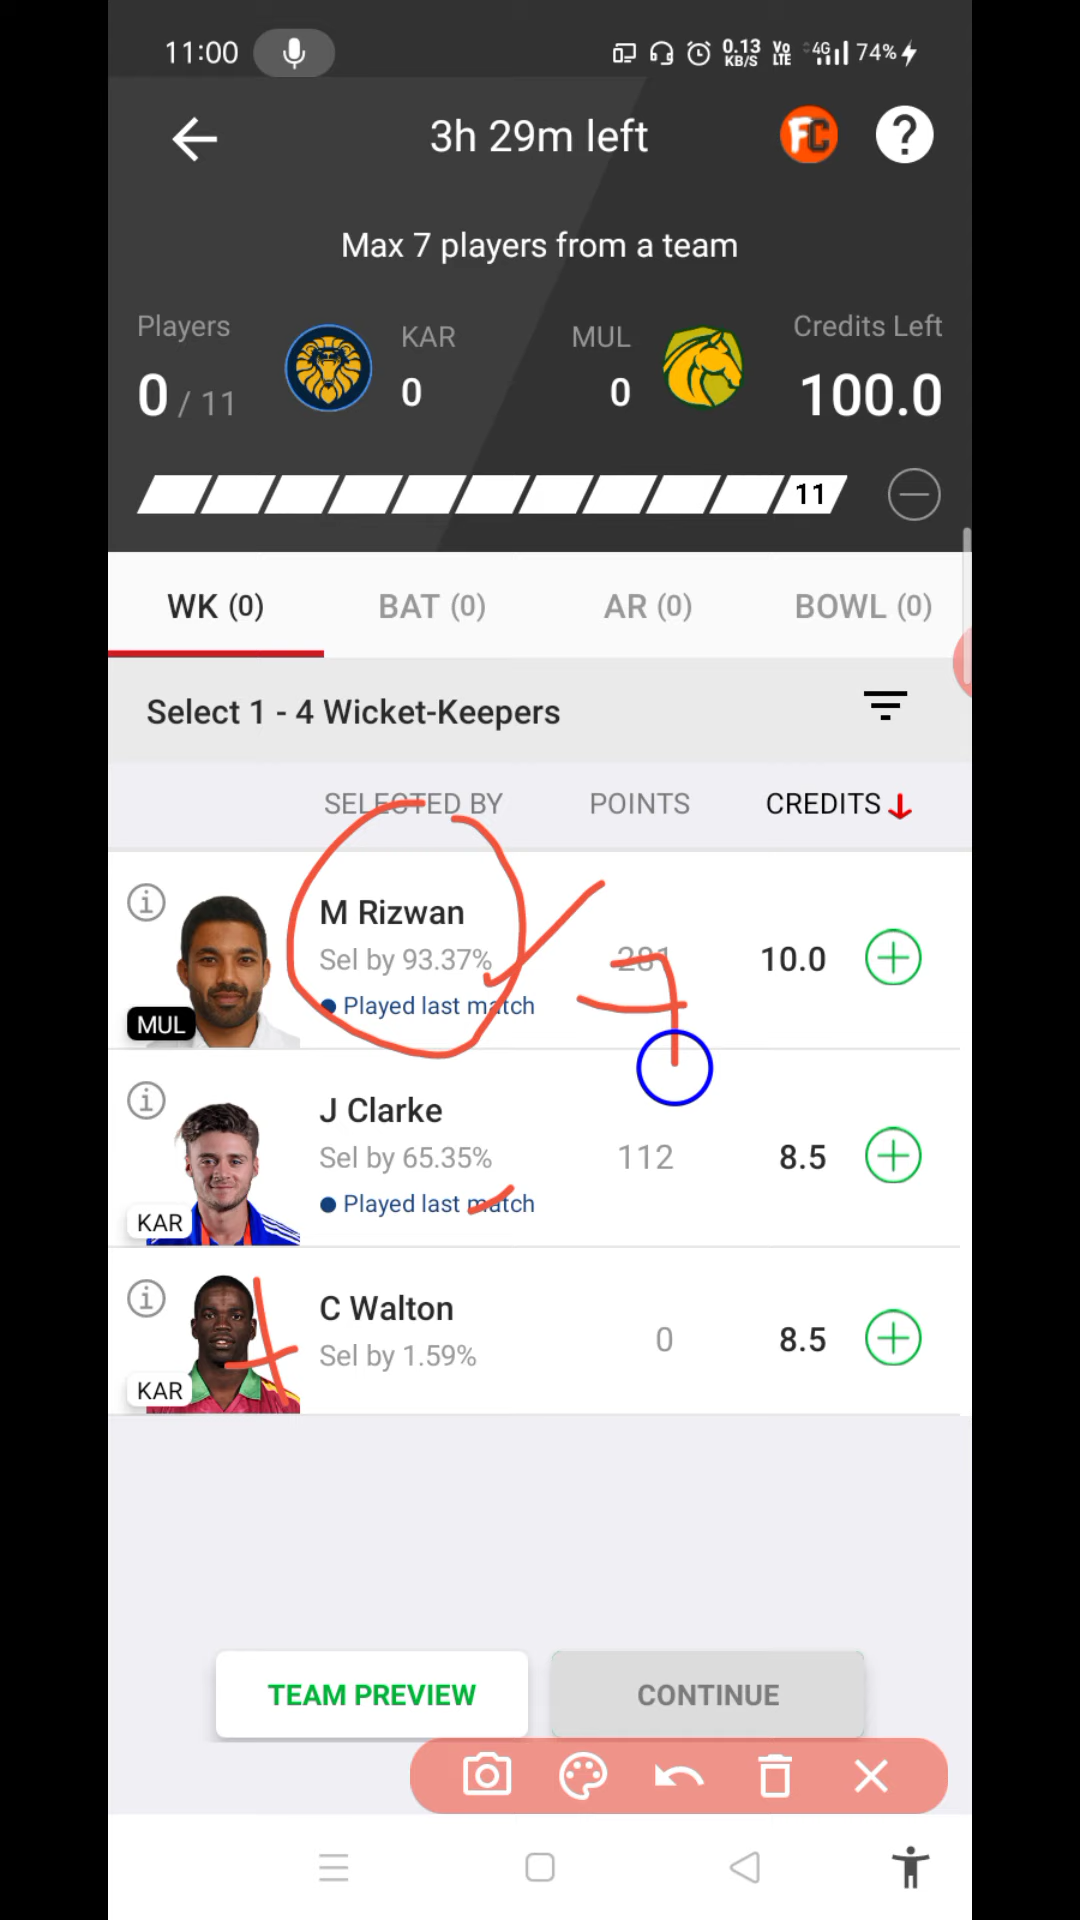 11:00 0.13 KB/S Vo LTE 4G 74%
3h 29m left FC ?
Max 7 players from a team
Players KAR MUL Credits Left
0 / 11 0 0 100.0
11
WK (0) BAT (0) AR (0) BOWL (0)
Select 1 - 4 Wicket-Keepers
SELECTED BY POINTS CREDITS
M Rizwan
Sel by 93.37% 10.0
Played last match
MUL
J Clarke
Sel by 65.35% 112 8.5
Played last match
KAR
C Walton
Sel by 1.59% 0 8.5
KAR
TEAM PREVIEW CONTINUE